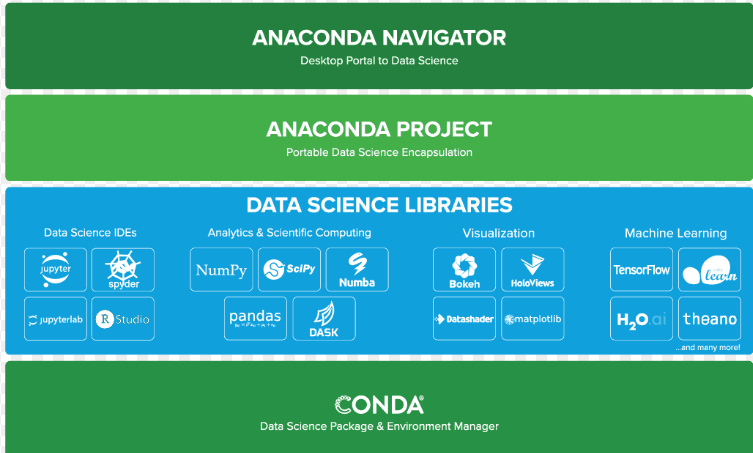 ANACONDA NAVIGATOR
Desktop Portal to Data Science
ANACONDA PROJECT
Portable Data Science Encapsulation
DATA SCIENCE LIBRARIES
Data Science IDEs
jupyter
spyder
jupyterlab
R Studio
Analytics & Scientific Computing
NumPy
SciPy
Numba
pandas
DASK
Visualization
Bokeh
HoloViews
Datashader
matplotlib
Machine Learning
TensorFlow
learn
H2O.ai
theano
...and many more!
CONDA®
Data Science Package & Environment Manager